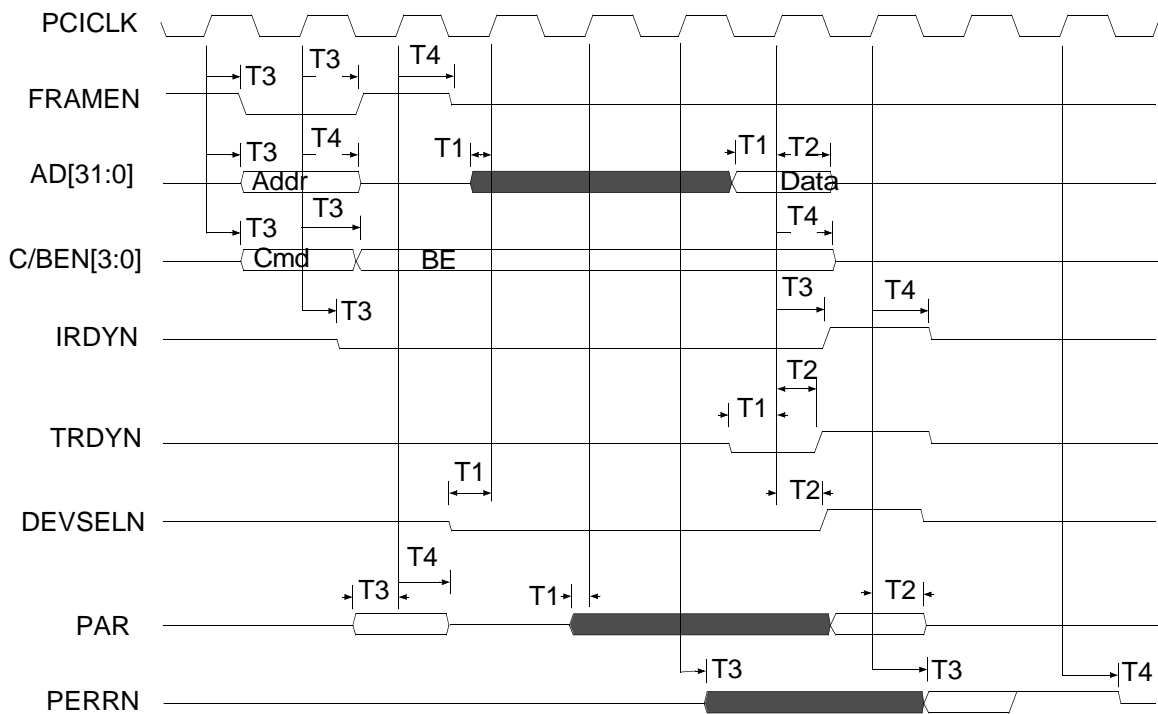 PCICLK
T3 T3 T4
FRAMEN
T3 T4 T1 T1 T2
AD[31:0]
Addr Data
T3 T3 T4
C/BEN[3:0]
Cmd BE
T3 T3 T4
IRDYN
T2
T1
TRDYN
T1 T2
DEVSELN
T4
T3 T1 T2
PAR
T3 T3 T4
PERRN